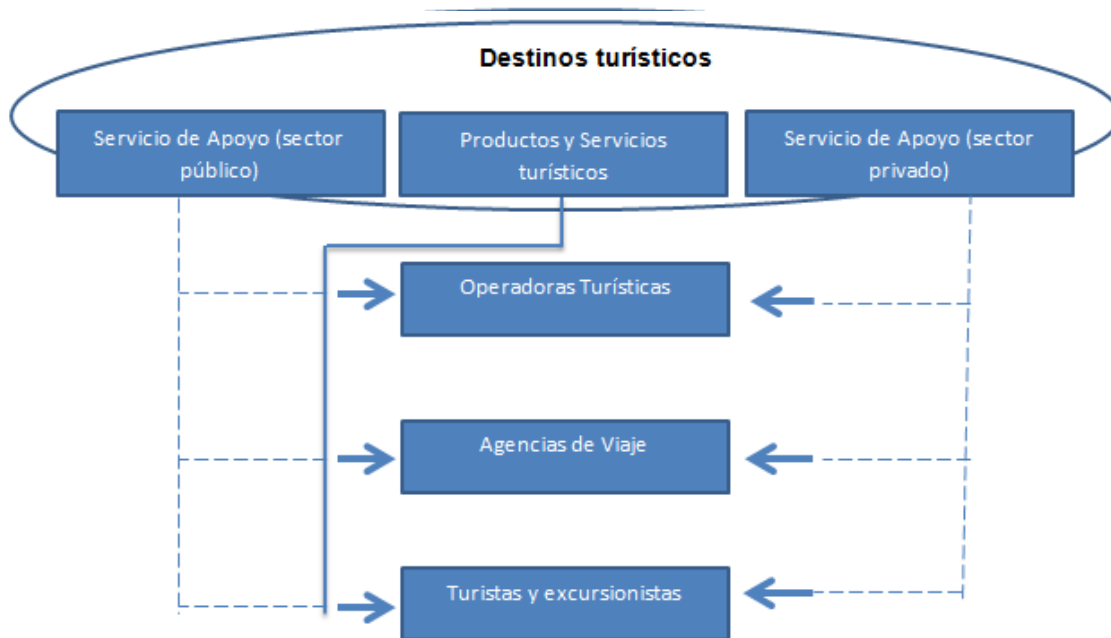 Destinos turísticos
Servicio de Apoyo (sector
público)
Productos y Servicios
turísticos
Servicio de Apoyo (sector
privado)
Operadoras Turísticas
Agencias de Viaje
Turistas y excursionistas